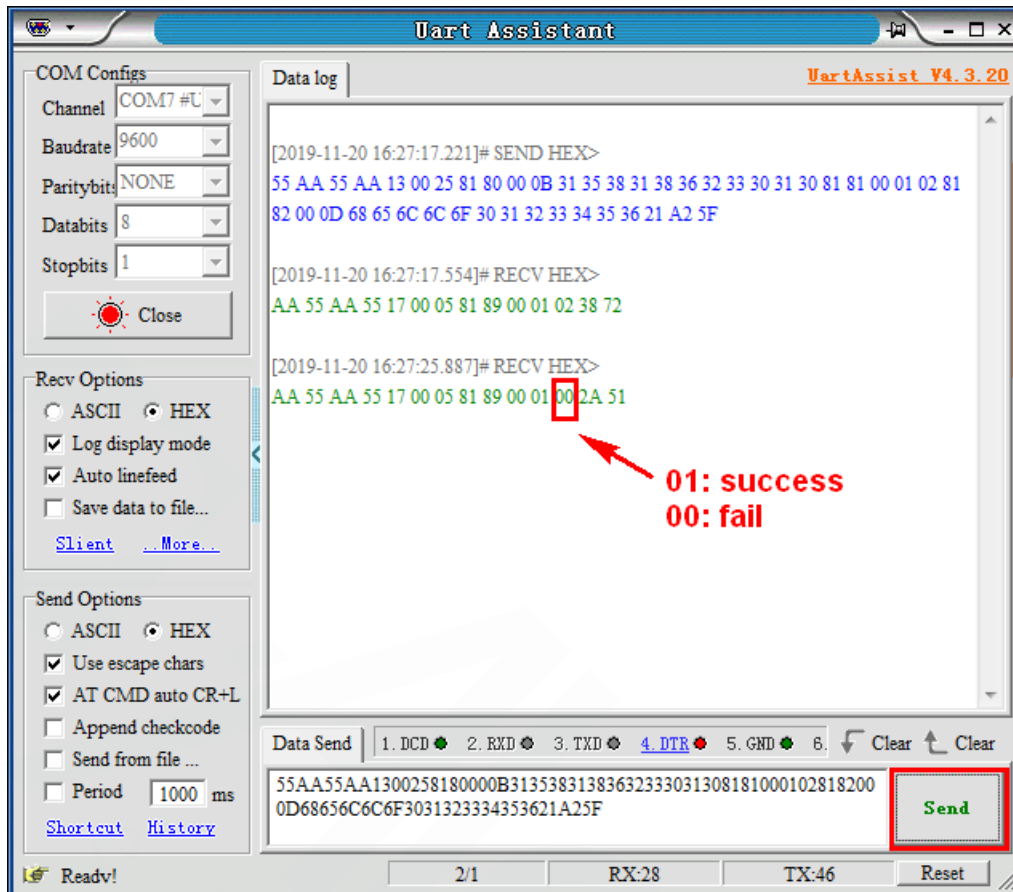 Uart Assistant
COM Configs
Channel COM7 #U
Baudrate 9600
Paritybit: NONE
Databits 8
Stopbits 1
Close
Recv Options
ASCII HEX
Log display mode
Auto linefeed
Save data to file...
Slient ..More..
Send Options
ASCII HEX
Use escape chars
AT CMD auto CR+L
Append checkcode
Send from file ...
Period 1000 ms
Shortcut History
Data log UartAssist V4.3.20
[2019-11-20 16:27:17.221]# SEND HEX>
55 AA 55 AA 13 00 25 81 80 00 0B 31 35 38 31 38 36 32 33 30 31 30 81 81 00 01 02 81
82 00 0D 68 65 6C 6C 6F 30 31 32 33 34 35 36 21 A2 5F
[2019-11-20 16:27:17.554]# RECV HEX>
AA 55 AA 55 17 00 05 81 89 00 01 02 38 72
[2019-11-20 16:27:25.887]# RECV HEX>
AA 55 AA 55 17 00 05 81 89 00 01 00 2A 51
01: success
00: fail
Data Send 1. DCD 2. RXD 3. TXD 4. DTR 5. GND 6. Clear Clear
55AA55AA1300258180000B3135383138363233303130818100010281820
0D68656C6C6F3031323334353621A25F
Send
Ready! 2/1 RX:28 TX:46 Reset